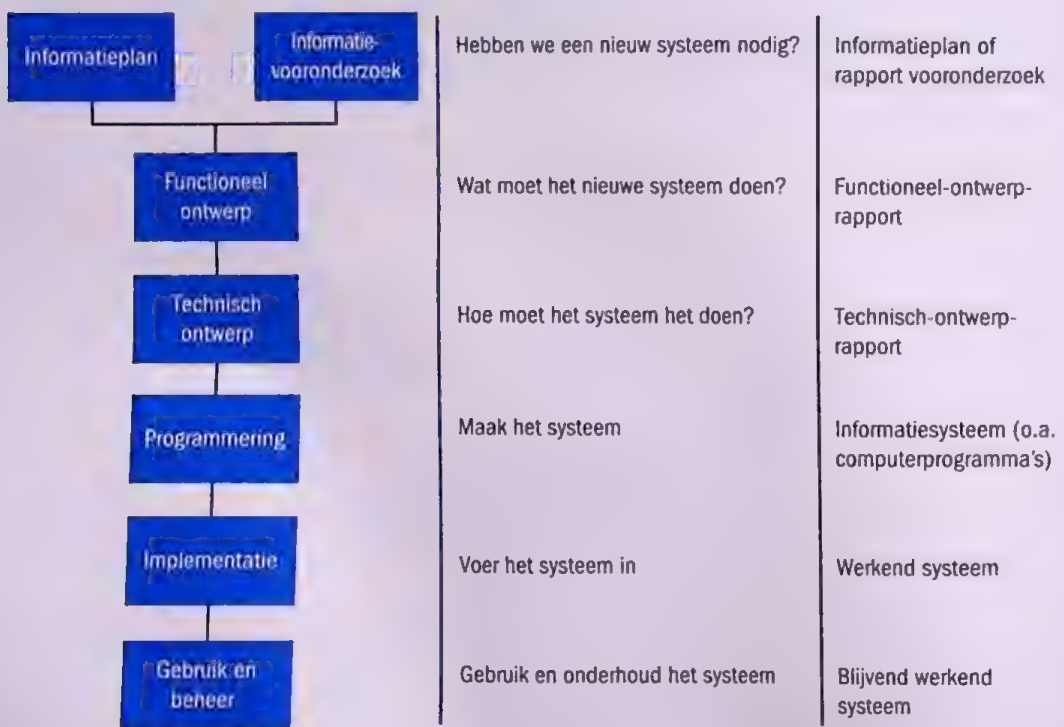 Informatieplan
Informatie-
vooronderzoek
Hebben we een nieuw systeem nodig?
Informatieplan of
rapport vooronderzoek
Functioneel
ontwerp
Wat moet het nieuwe systeem doen?
Functioneel-ontwerp-
rapport
Technisch
ontwerp
Hoe moet het systeem het doen?
Technisch-ontwerp-
rapport
Programmering
Maak het systeem
Informatiesysteem (o.a.
computerprogramma's)
Implementatie
Voer het systeem in
Werkend systeem
Gebruik en
beheer
Gebruik en onderhoud het systeem
Blijvend werkend
systeem